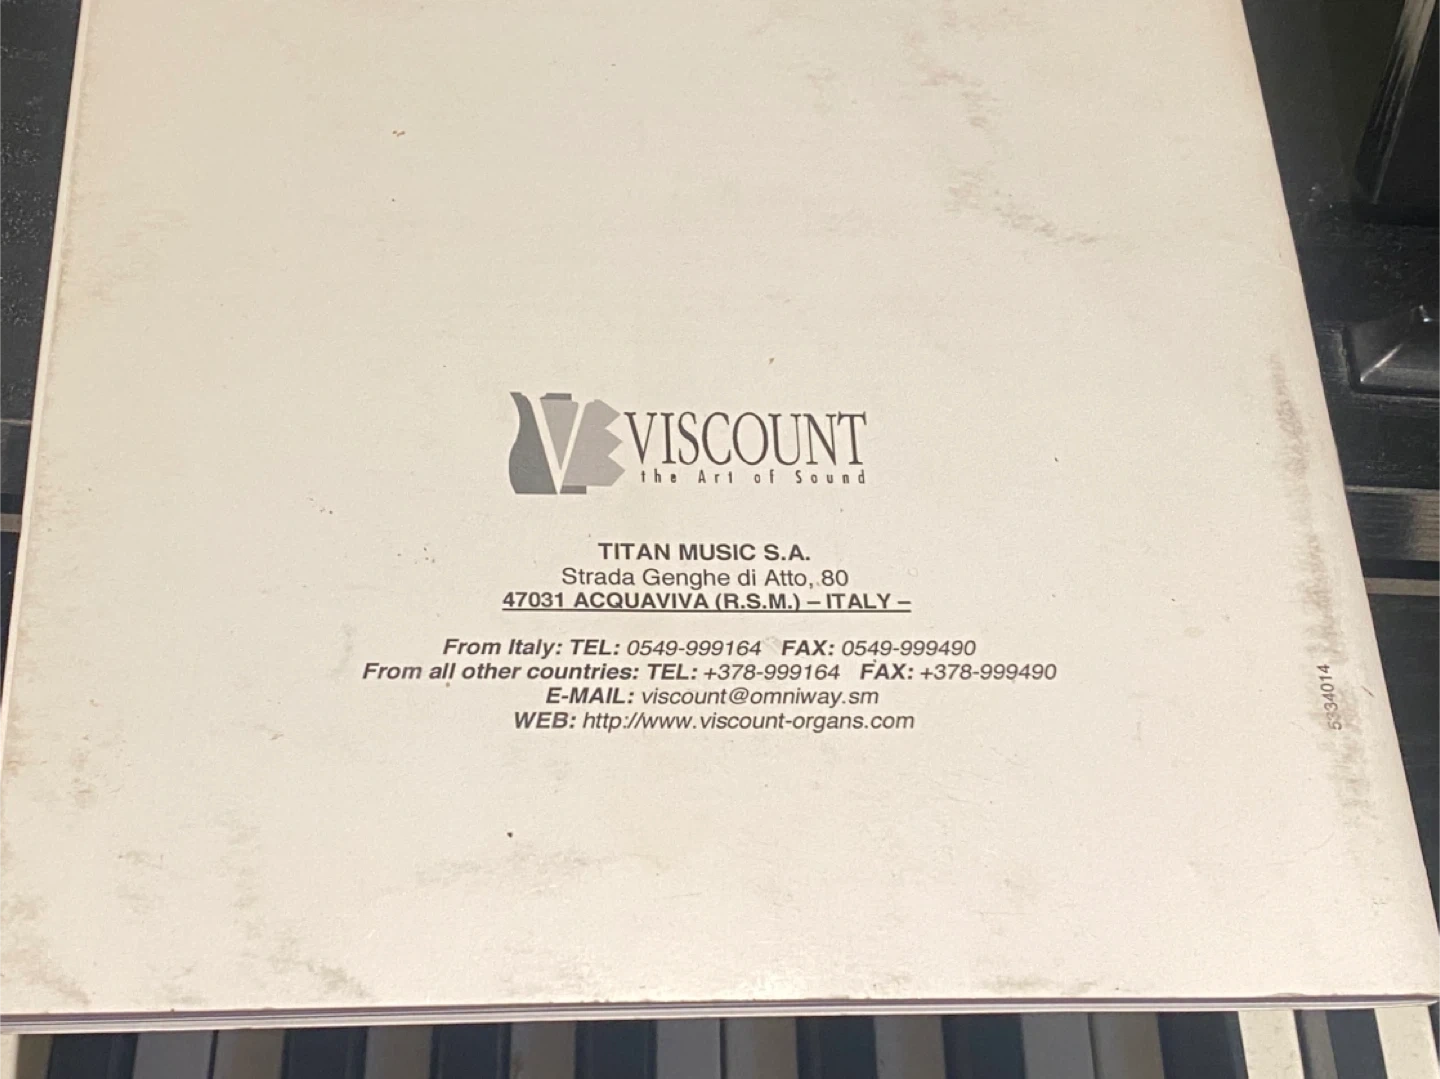 VISCOUNT
the Art of Sound
TITAN MUSIC S.A.
Strada Genghe di Atto, 80
47031 ACQUAVIVA (R.S.M.) – ITALY –
From Italy: TEL: 0549-999164 FAX: 0549-999490
From all other countries: TEL: +378-999164 FAX: +378-999490
E-MAIL: viscount@omniway.sm
WEB: http://www.viscount-organs.com
5334014